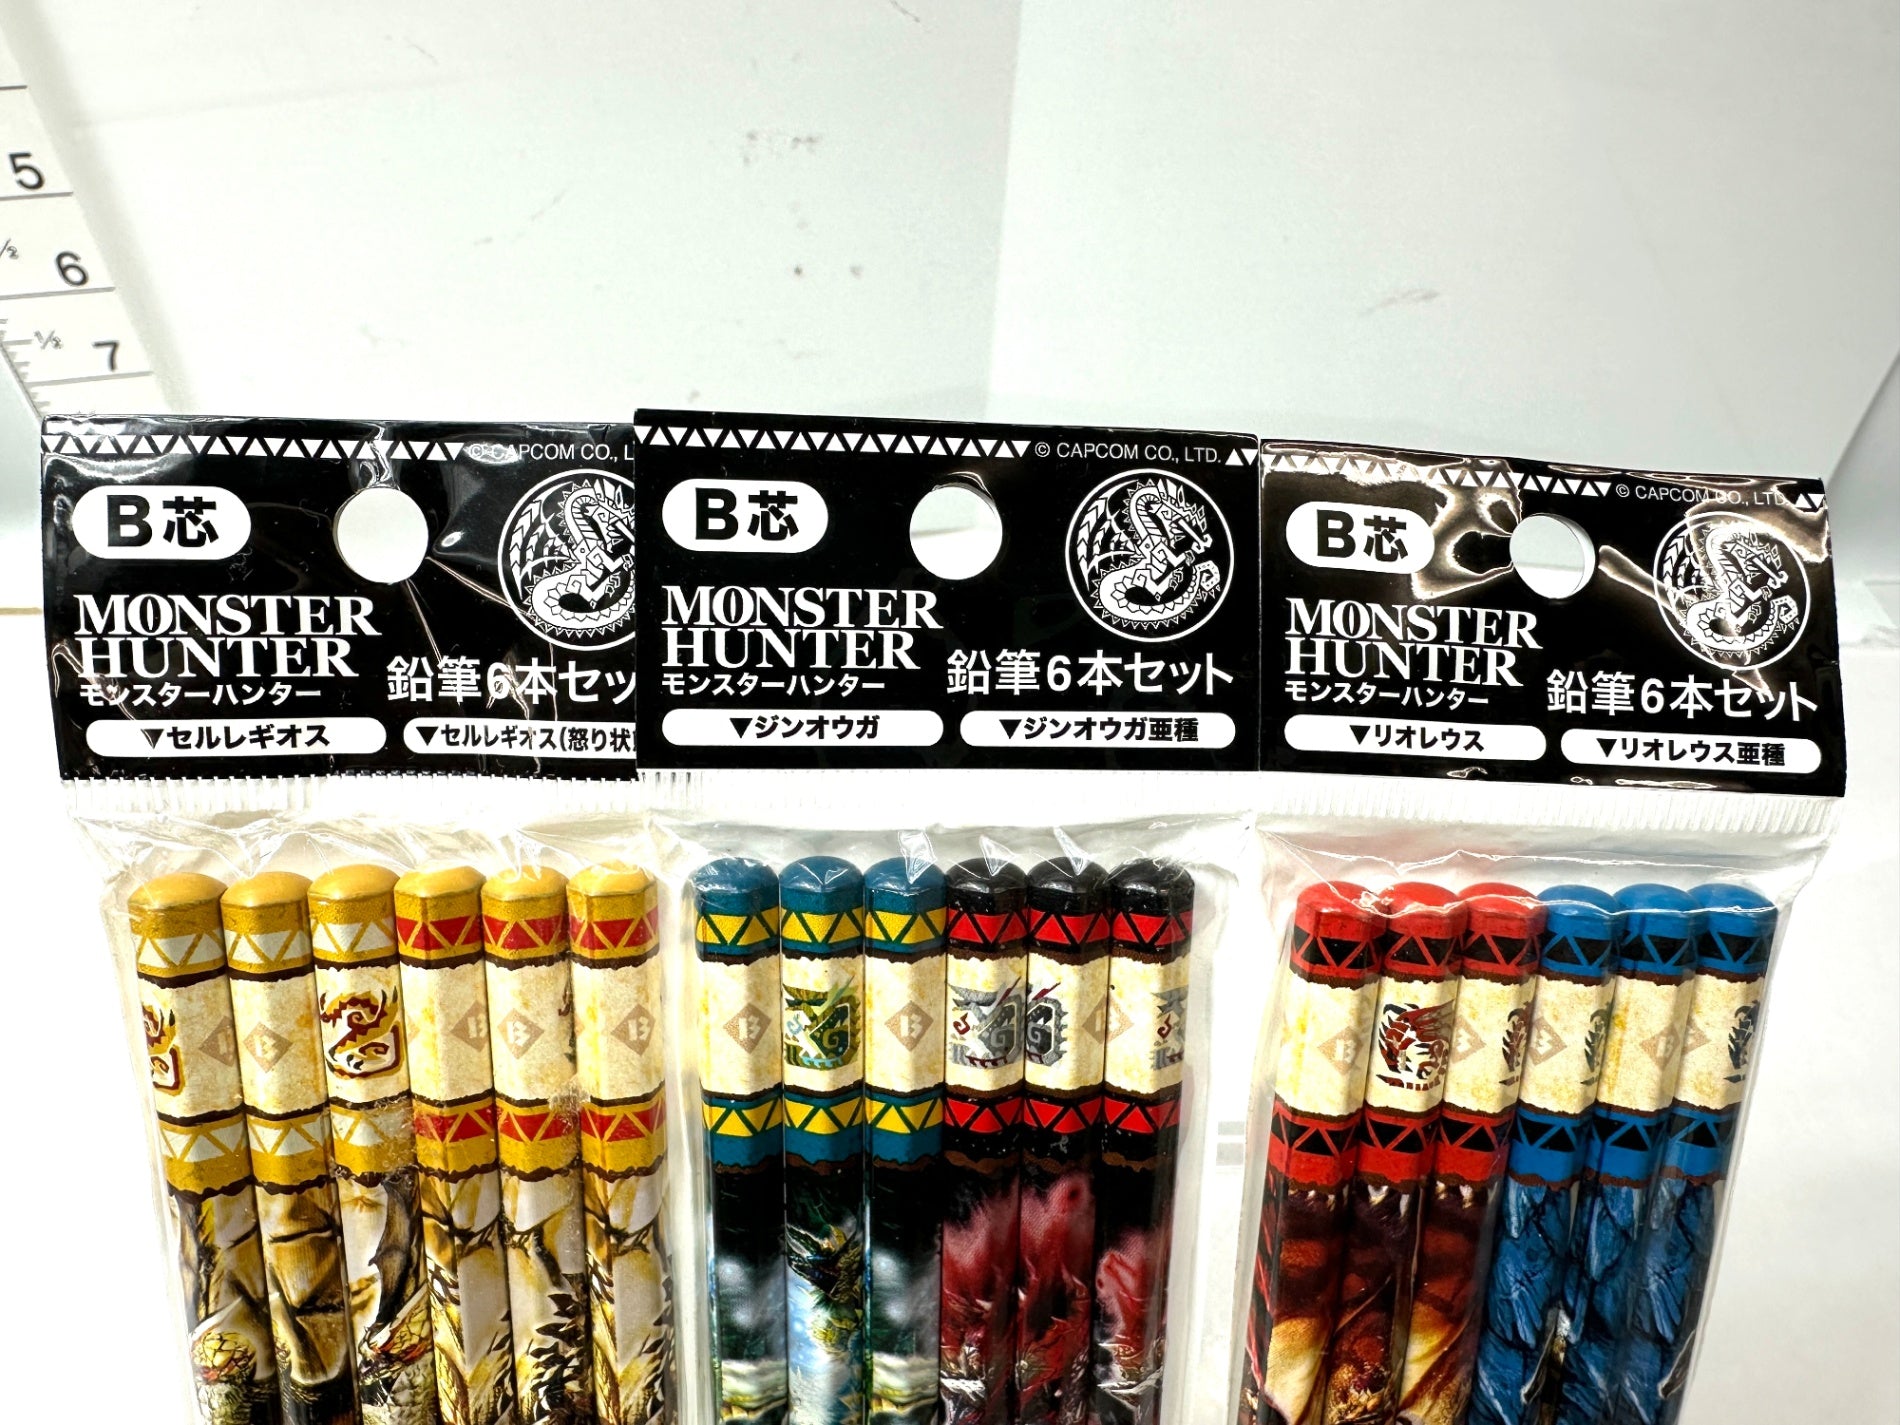 5
½
6
½
7
© CAPCOM CO., L
B芯
MONSTER
HUNTER
モンスターハンター
鉛筆6本セッ
▼セルレギオス
▼セルレギオス(怒り状
© CAPCOM CO., LTD.
B芯
MONSTER
HUNTER
モンスターハンター
鉛筆6本セット
▼ジンオウガ
▼ジンオウガ亜種
© CAPCOM CO., LTD.
B芯
MONSTER
HUNTER
モンスターハンター
鉛筆6本セット
▼リオレウス
▼リオレウス亜種
B
B
B
B
B
B
B